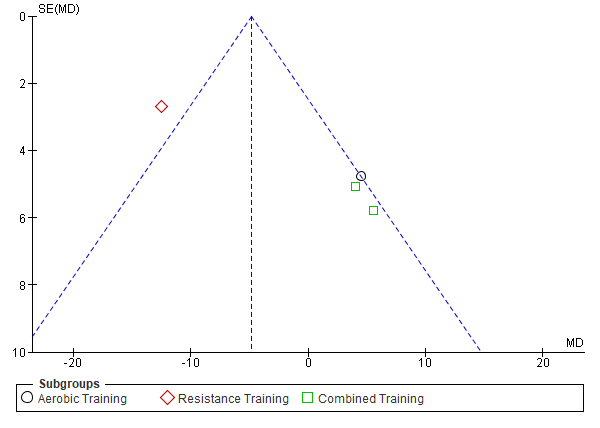 SE(MD)
0
2
4
6
8
10
MD
-20 -10 0 10 20
Subgroups
Aerobic Training Resistance Training Combined Training